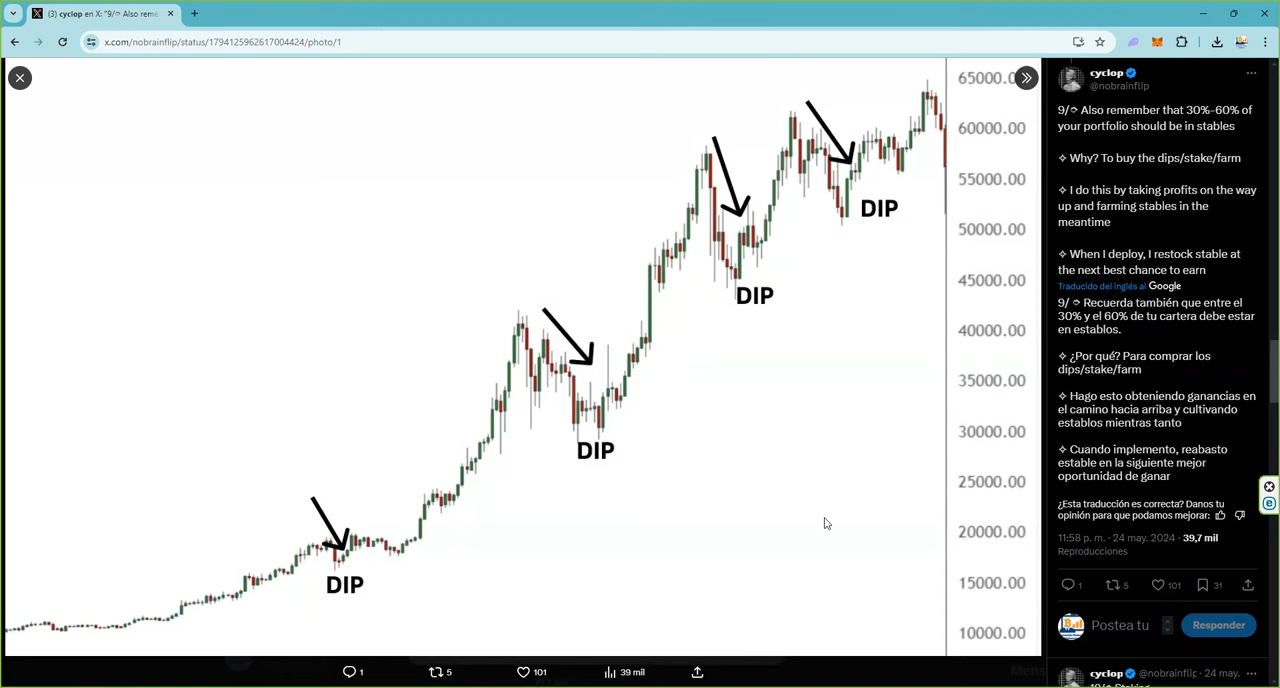 (3) cyclop en X: "9/⌂ Also reme
x.com/nobrainflip/status/1794125962617004424/photo/1
65000.0
60000.00
55000.00
50000.00
45000.00
40000.00
35000.00
30000.00
25000.00
20000.00
15000.00
10000.00
DIP
DIP
DIP
DIP
1
5
101
39 mil
cyclop
@nobrainflip
9/ Also remember that 30%-60% of
your portfolio should be in stables
✧ Why? To buy the dips/stake/farm
✧ I do this by taking profits on the way
up and farming stables in the
meantime
✧ When I deploy, I restock stable at
the next best chance to earn
Traducido del inglés al Google
9/ Recuerda también que entre el
30% y el 60% de tu cartera debe estar
en establos.
✧ ¿Por qué? Para comprar los
dips/stake/farm
✧ Hago esto obteniendo ganancias en
el camino hacia arriba y cultivando
establos mientras tanto
✧ Cuando implemento, reabasto
estable en la siguiente mejor
oportunidad de ganar
¿Esta traducción es correcta? Danos tu
opinión para que podamos mejorar:
11:58 p. m. · 24 may. 2024 · 39,7 mil
Reproducciones
1
5
101
31
Postea tu
Responder
cyclop @nobrainflip · 24 may.